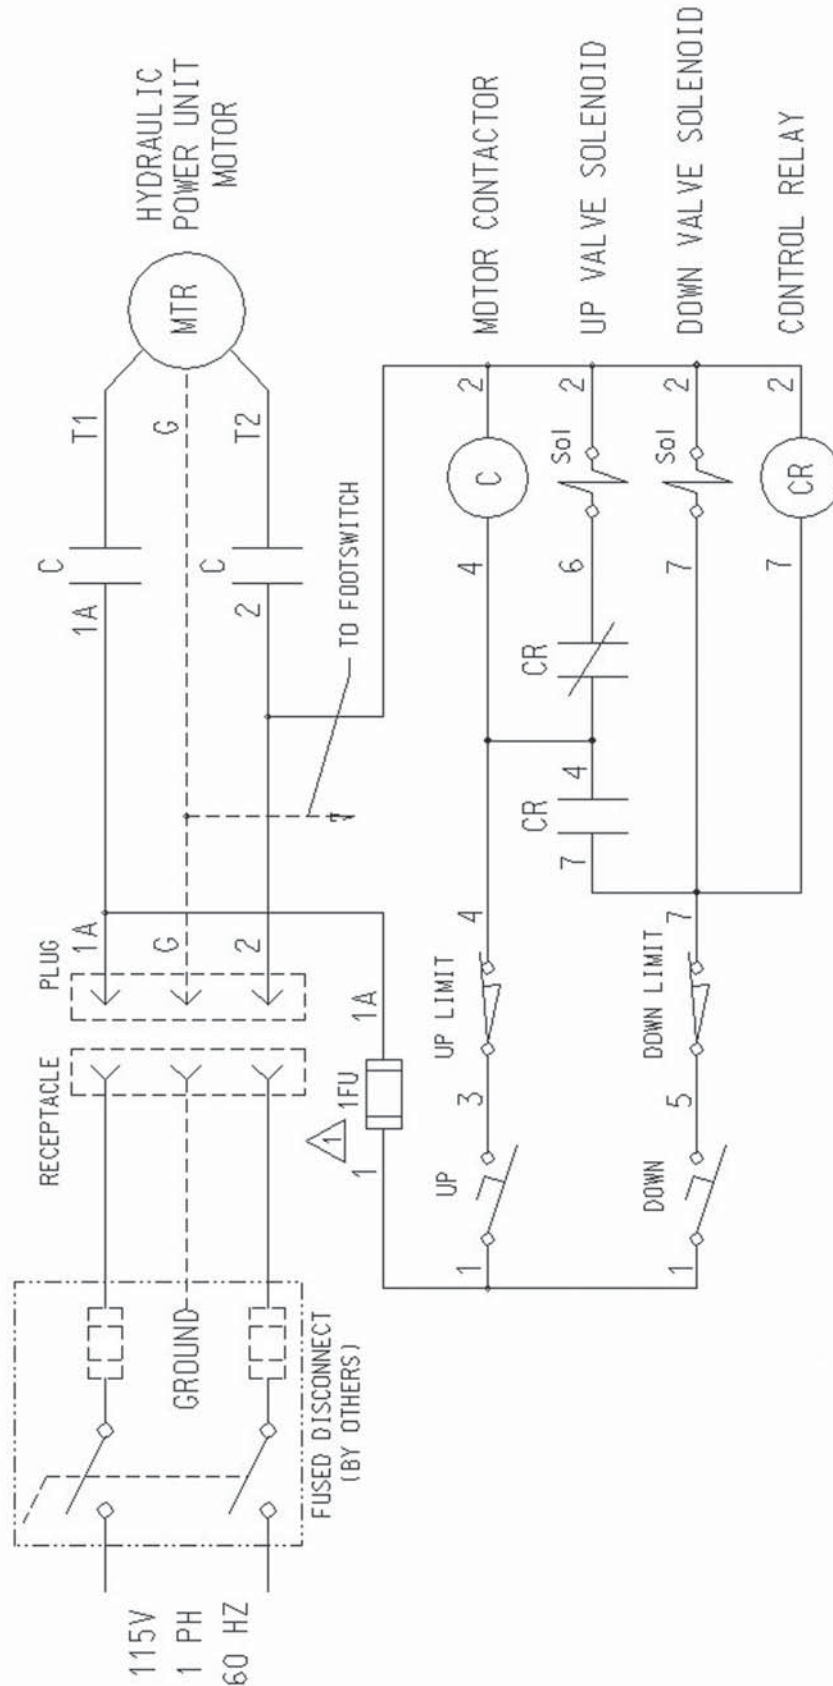 115V
1 PH
60 HZ
GROUND
FUSED DISCONNECT
(BY OTHERS)
RECEPTACLE
PLUG
1A
G
2
1A
C
T1
G
2
C
T2
MTR
HYDRAULIC
POWER UNIT
MOTOR
TO FOOTSWITCH
1
1
1FU
1A
1
UP
3
UP LIMIT
4
4
C
2
MOTOR CONTACTOR
7
CR
4
CR
6
Sol
2
UP VALVE SOLENOID
1
DOWN
5
DOWN LIMIT
7
7
Sol
2
DOWN VALVE SOLENOID
7
CR
2
CONTROL RELAY